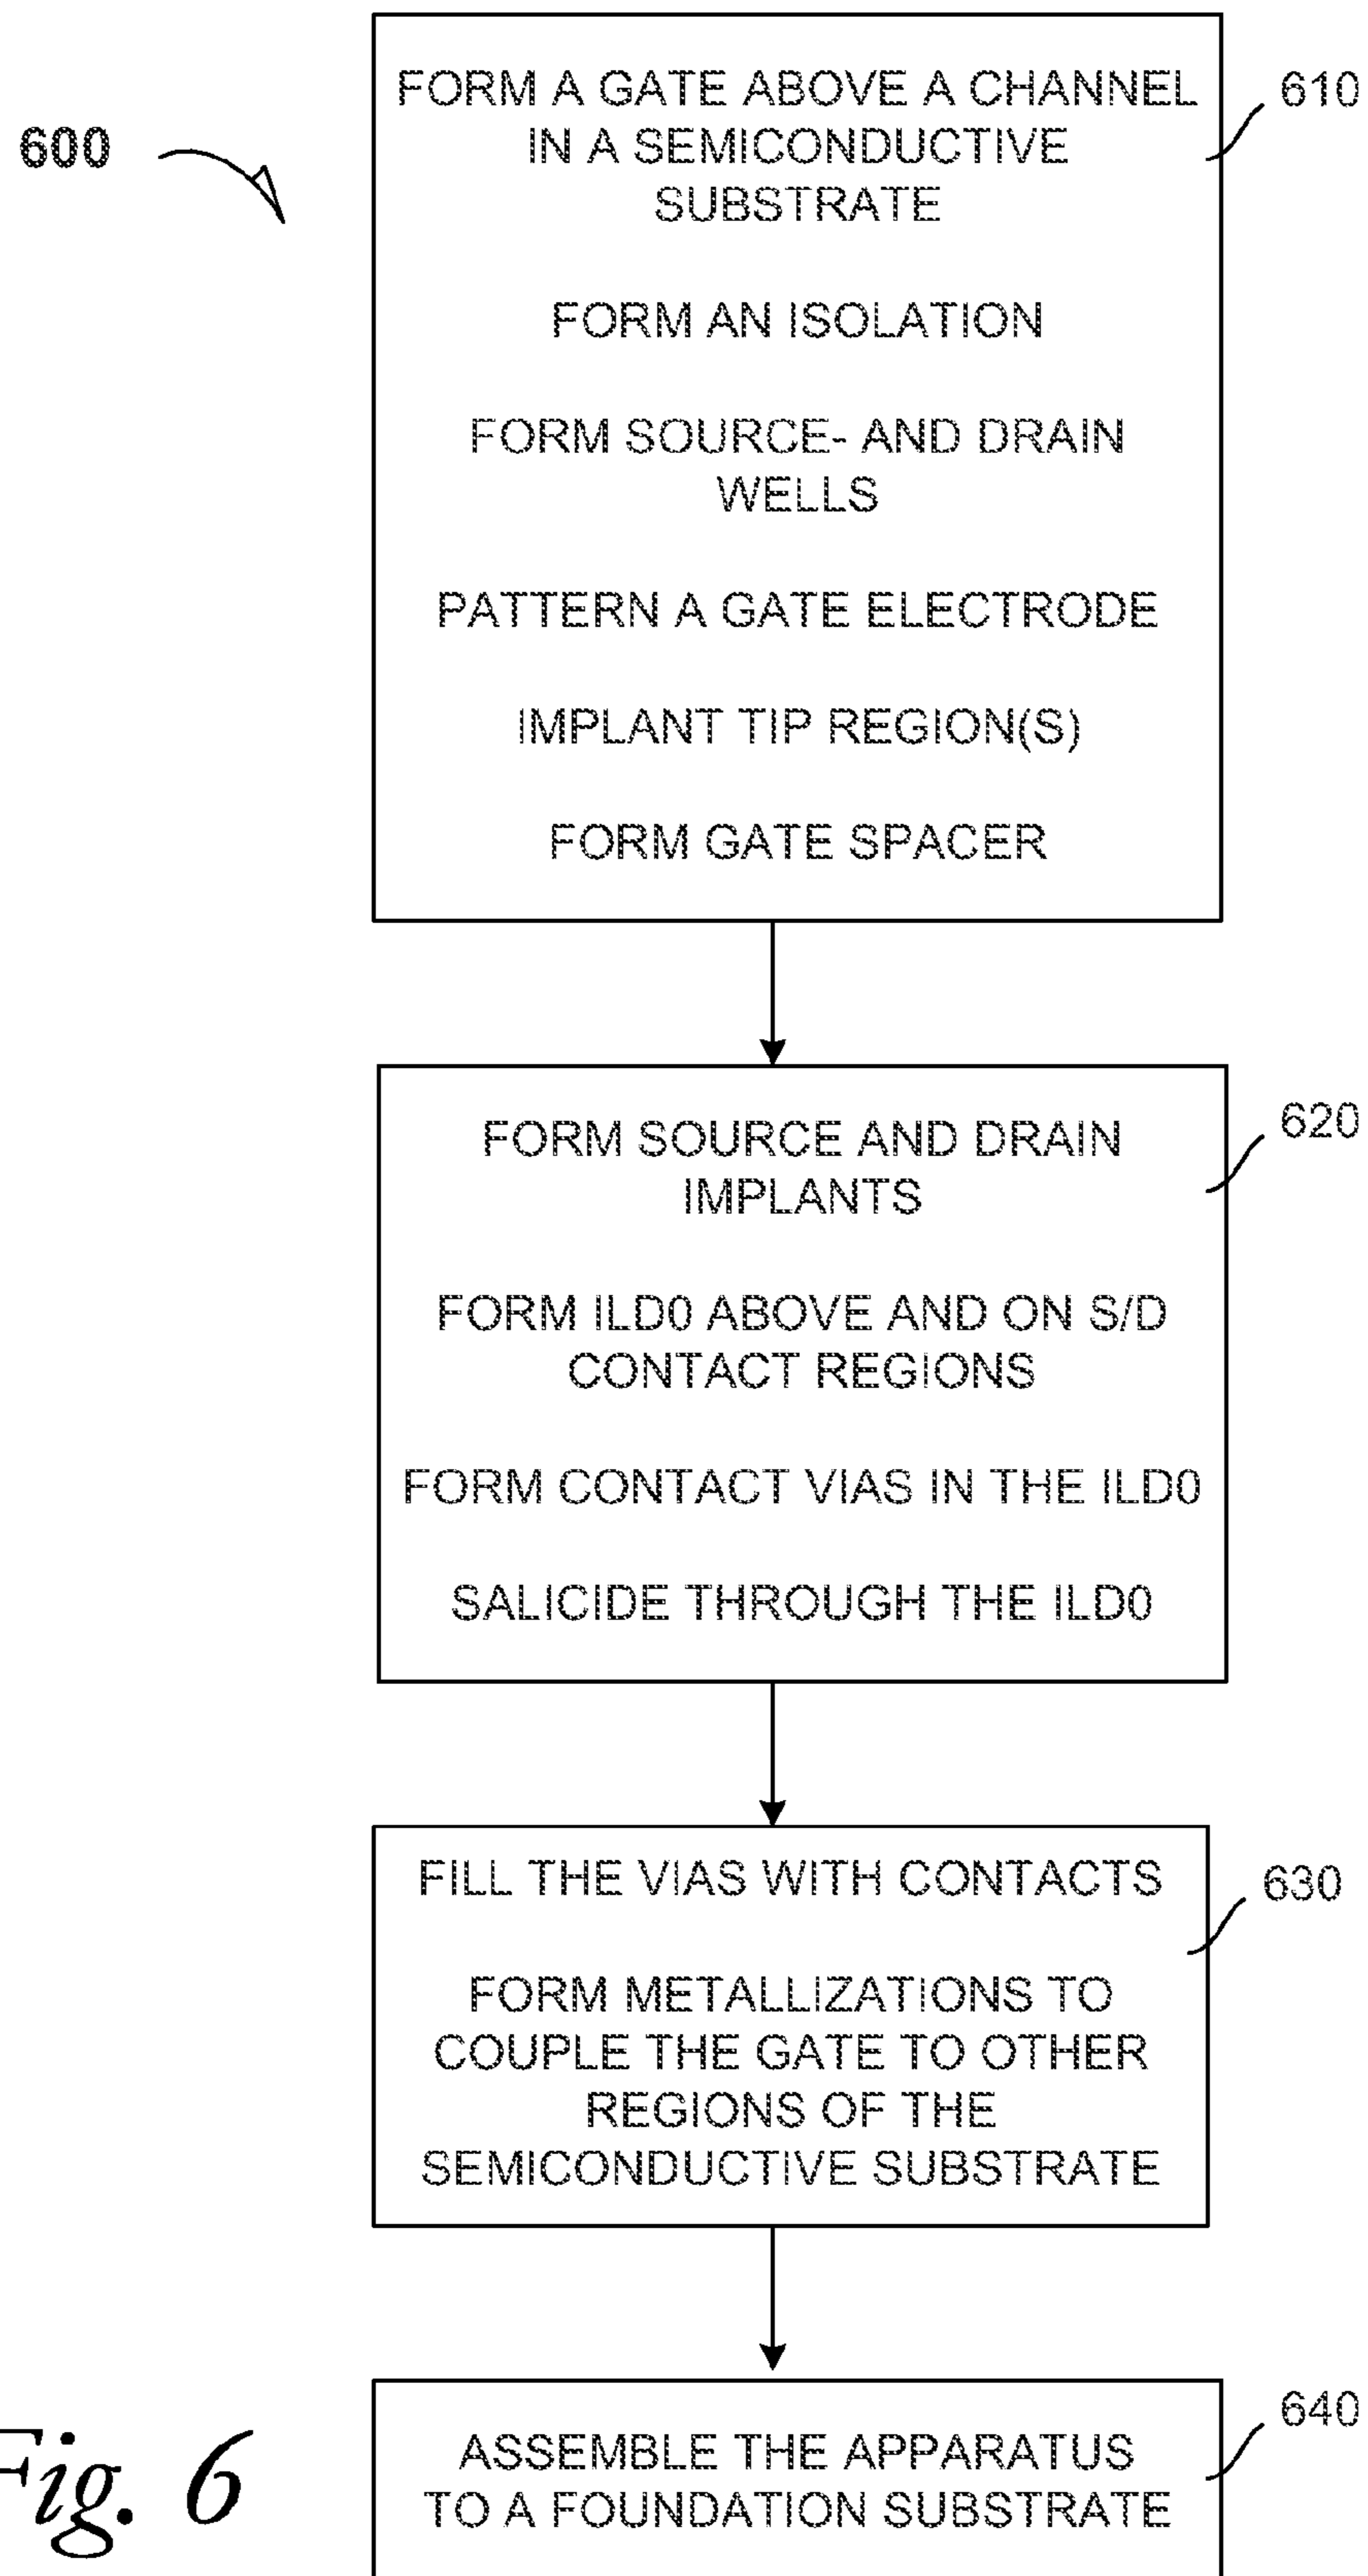 600
FORM A GATE ABOVE A CHANNEL
IN A SEMICONDUCTIVE
SUBSTRATE
610
FORM AN ISOLATION
FORM SOURCE- AND DRAIN
WELLS
PATTERN A GATE ELECTRODE
IMPLANT TIP REGION(S)
FORM GATE SPACER
FORM SOURCE AND DRAIN
IMPLANTS
620
FORM ILD0 ABOVE AND ON S/D
CONTACT REGIONS
FORM CONTACT VIAS IN THE ILD0
SALICIDE THROUGH THE ILD0
FILL THE VIAS WITH CONTACTS
630
FORM METALLIZATIONS TO
COUPLE THE GATE TO OTHER
REGIONS OF THE
SEMICONDUCTIVE SUBSTRATE
ASSEMBLE THE APPARATUS
TO A FOUNDATION SUBSTRATE
640
Fig. 6